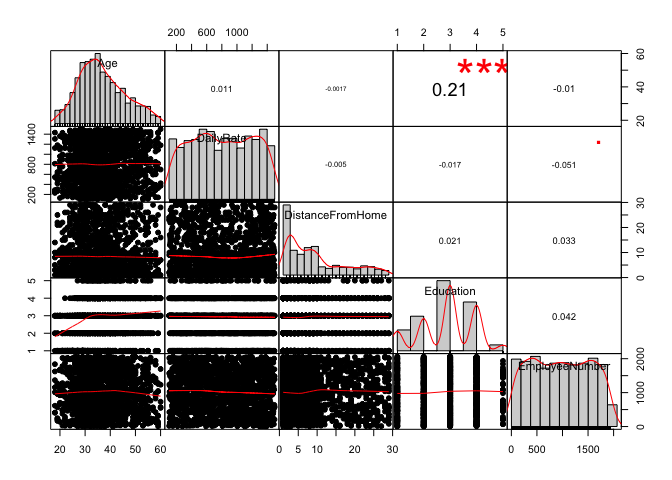 200 600 1000
1 2 3 4 5
Age
0.011
-0.0017
0.21
***
-0.01
20 40 60
200 800 1400
DailyRate
-0.005
-0.017
-0.051
.
DistanceFromHome
0.021
0.033
0 10 20 30
1 2 3 4 5
Education
0.042
EmployeeNumber
0 1000 2000
20 30 40 50 60
0 5 15 30
0 500 1500